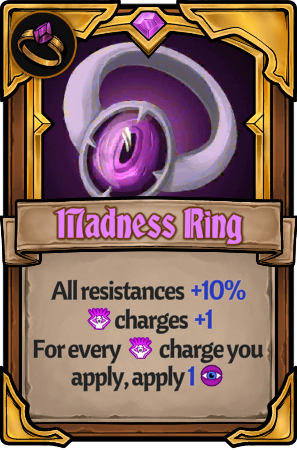 Madness Ring
All resistances +10%
charges +1
For every charge you
apply, apply 1